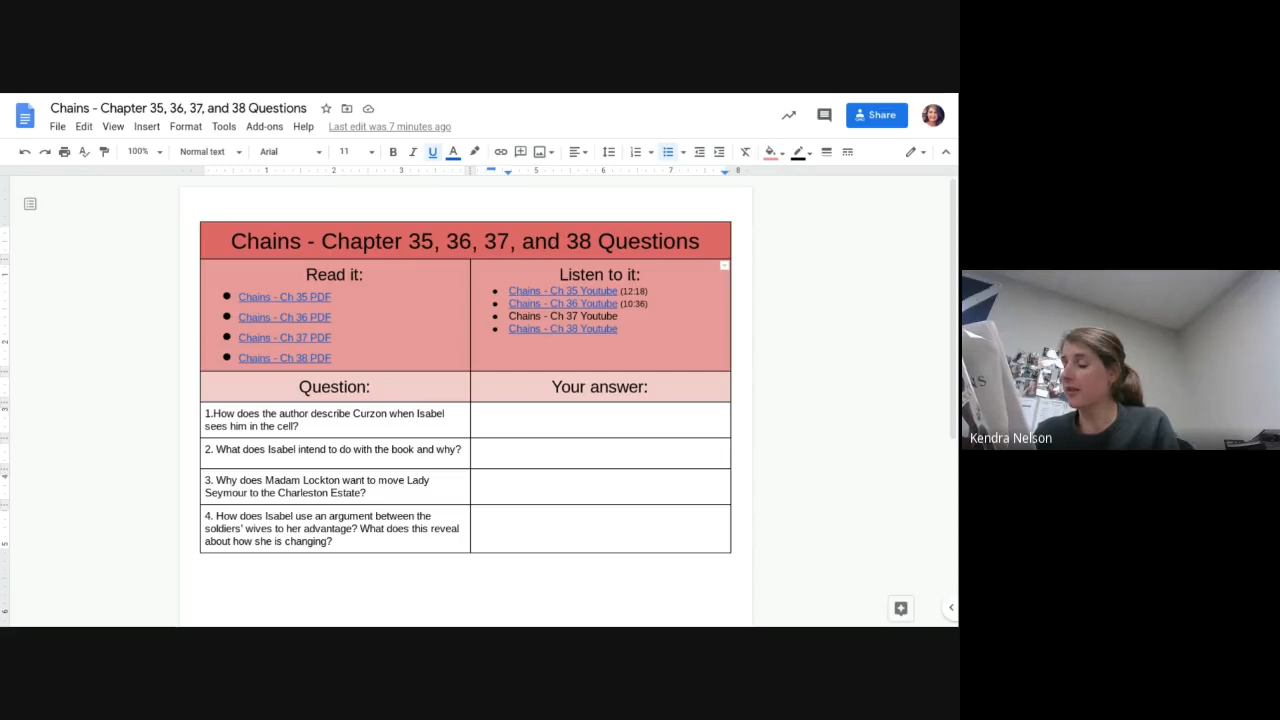 Chains - Chapter 35, 36, 37, and 38 Questions
File Edit View Insert Format Tools Add-ons Help Last edit was 7 minutes ago
Share
100% Normal text Arial 11 B I U A
1 2 3 5 6 7 8
Chains - Chapter 35, 36, 37, and 38 Questions
Read it:
Chains - Ch 35 PDF
Chains - Ch 36 PDF
Chains - Ch 37 PDF
Chains - Ch 38 PDF
Listen to it:
Chains - Ch 35 Youtube (12:18)
Chains - Ch 36 Youtube (10:36)
Chains - Ch 37 Youtube
Chains - Ch 38 Youtube
Question:
Your answer:
1.How does the author describe Curzon when Isabel
sees him in the cell?
2. What does Isabel intend to do with the book and why?
3. Why does Madam Lockton want to move Lady
Seymour to the Charleston Estate?
4. How does Isabel use an argument between the
soldiers' wives to her advantage? What does this reveal
about how she is changing?
Kendra Nelson